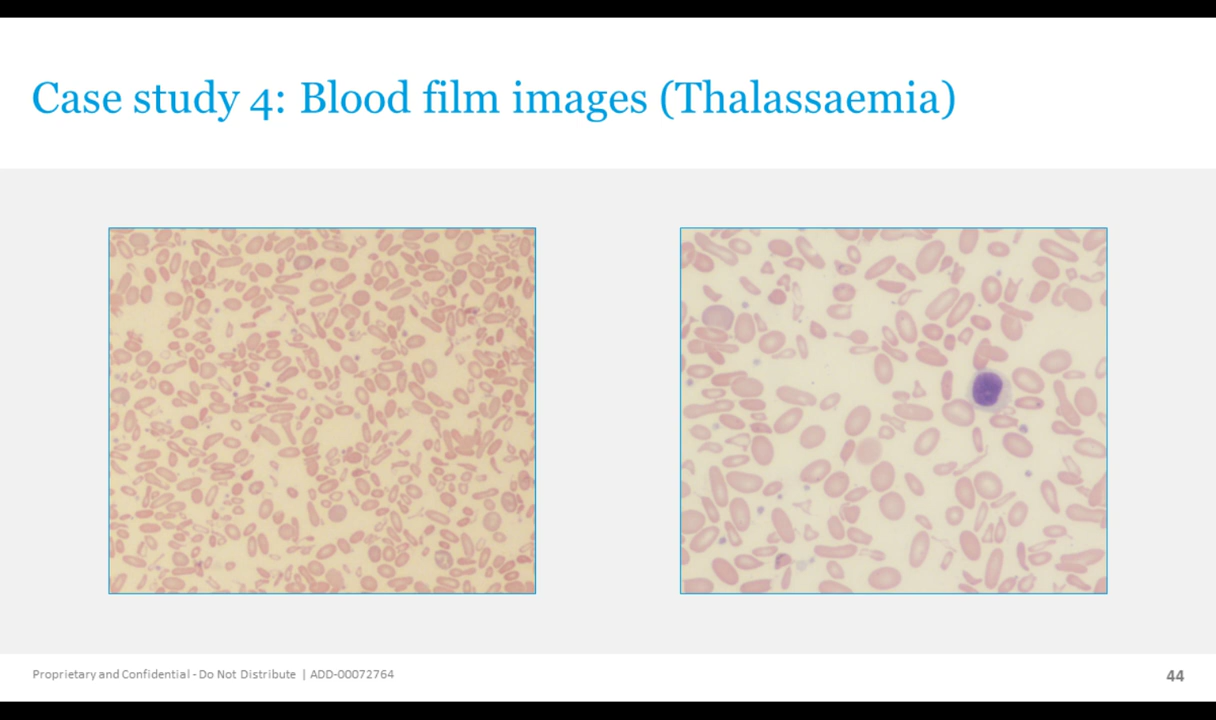 Case study 4: Blood film images (Thalassaemia)
Proprietary and Confidential - Do Not Distribute | ADD-00072764
44